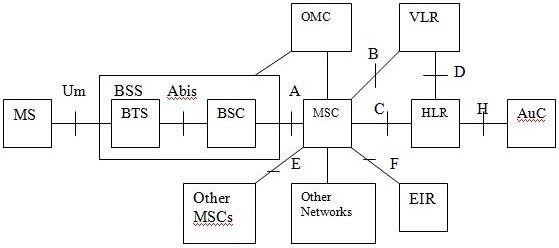 OMC
VLR
B
Um
BSS
Abis
A
D
MS
BTS
BSC
MSC
C
HLR
H
AuC
E
F
Other
MSCs
Other
Networks
EIR